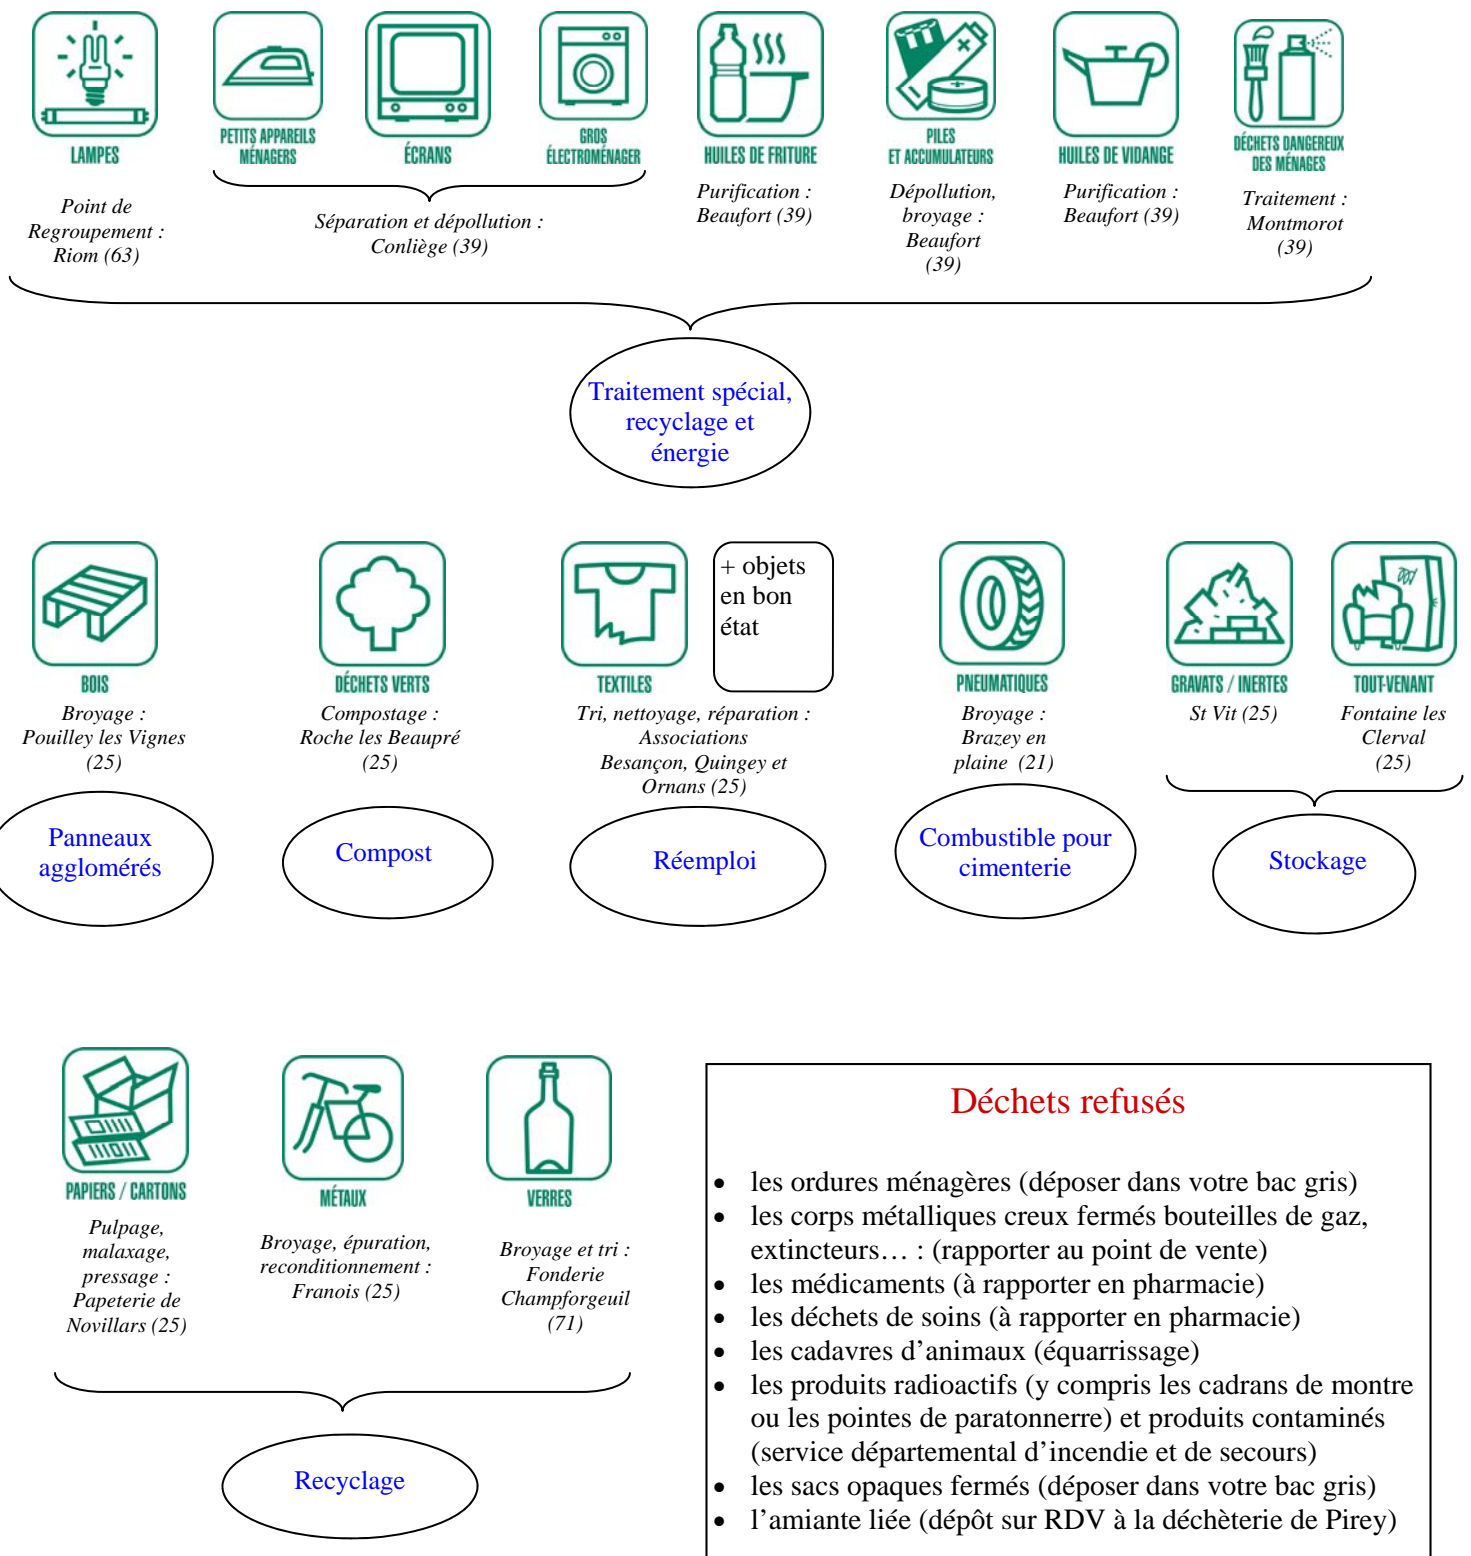 LAMPES
PETITS APPAREILS
MÉNAGERS
ÉCRANS
GROS
ÉLECTROMÉNAGER
HUILES DE FRITURE
PILES
ET ACCUMULATEURS
HUILES DE VIDANGE
DÉCHETS DANGEREUX
DES MÉNAGES
Point de
Regroupement :
Riom (63)
Séparation et dépollution :
Conliège (39)
Purification :
Beaufort (39)
Dépollution,
broyage :
Beaufort
(39)
Purification :
Beaufort (39)
Traitement :
Montmorot
(39)
Traitement spécial,
recyclage et
énergie
+ objets
en bon
état
BOIS
DÉCHETS VERTS
TEXTILES
PNEUMATIQUES
GRAVATS / INERTES
TOUT-VENANT
Broyage :
Pouilley les Vignes
(25)
Compostage :
Roche les Beaupré
(25)
Tri, nettoyage, réparation :
Associations
Besançon, Quingey et
Ornans (25)
Broyage :
Brazey en
plaine (21)
St Vit (25)
Fontaine les
Clerval
(25)
Panneaux
agglomérés
Compost
Réemploi
Combustible pour
cimenterie
Stockage
PAPIERS / CARTONS
MÉTAUX
VERRES
Pulpage,
malaxage,
pressage :
Papeterie de
Novillars (25)
Broyage, épuration,
reconditionnement :
Franois (25)
Broyage et tri :
Fonderie
Champforgeuil
(71)
Recyclage
Déchets refusés
• les ordures ménagères (déposer dans votre bac gris)
• les corps métalliques creux fermés bouteilles de gaz,
extincteurs… : (rapporter au point de vente)
• les médicaments (à rapporter en pharmacie)
• les déchets de soins (à rapporter en pharmacie)
• les cadavres d’animaux (équarrissage)
• les produits radioactifs (y compris les cadrans de montre
ou les pointes de paratonnerre) et produits contaminés
(service départemental d’incendie et de secours)
• les sacs opaques fermés (déposer dans votre bac gris)
• l’amiante liée (dépôt sur RDV à la déchèterie de Pirey)